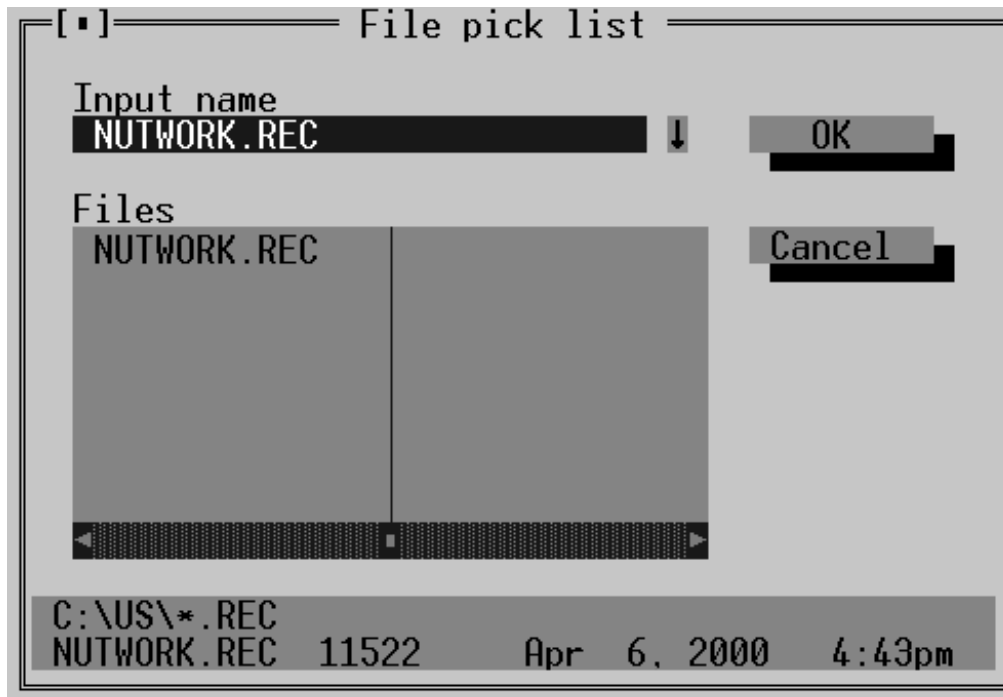 [▪] File pick list
Input name
NUTWORK.REC ↓ OK
Files
NUTWORK.REC
Cancel
C:\US\*.REC
NUTWORK.REC 11522 Apr 6, 2000 4:43pm